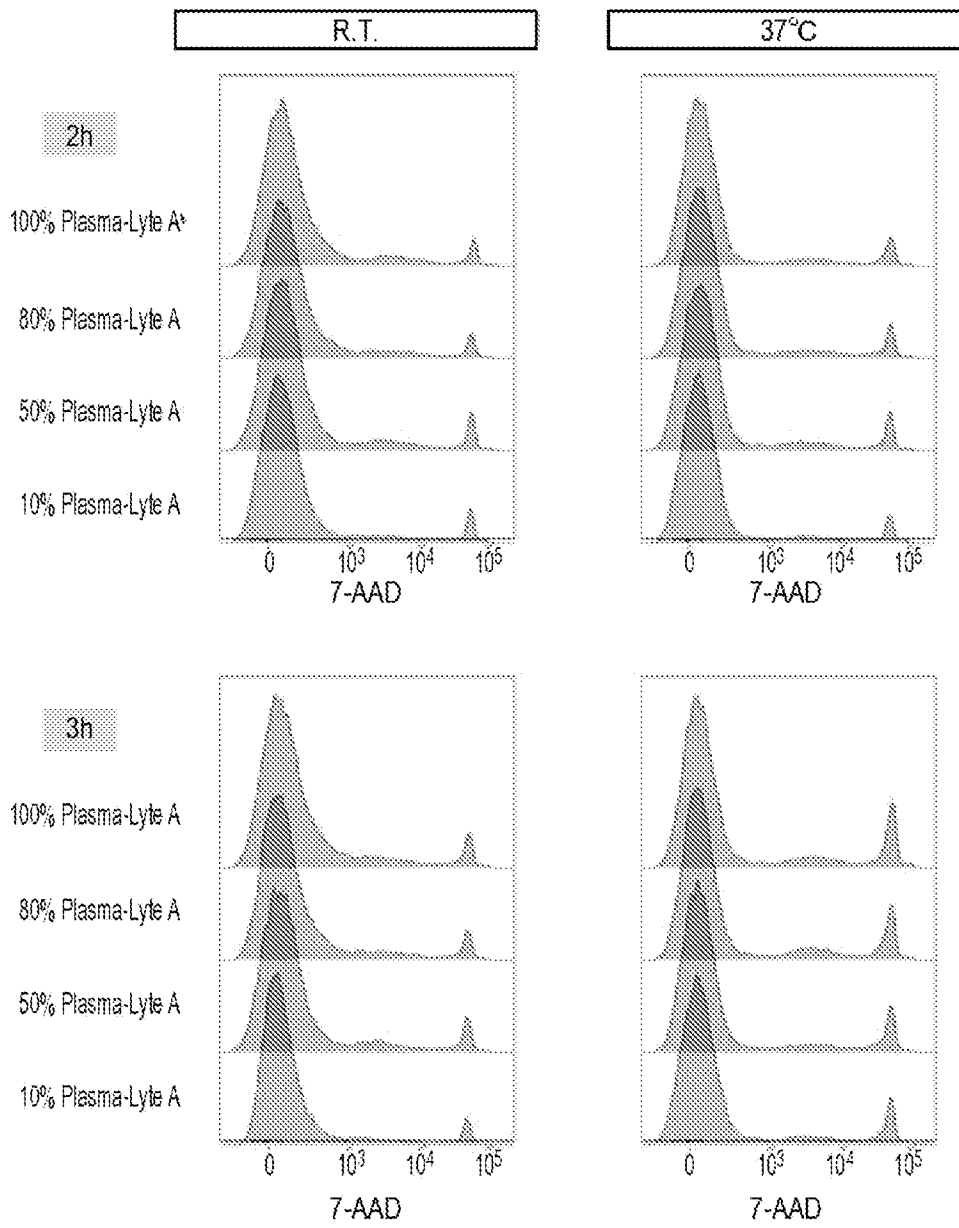 R.T.
37°C
2h
100% Plasma-Lyte A*
80% Plasma-Lyte A
50% Plasma-Lyte A
10% Plasma-Lyte A
0 10³ 10⁴ 10⁵
0 10³ 10⁴ 10⁵
7-AAD
7-AAD
3h
100% Plasma-Lyte A
80% Plasma-Lyte A
50% Plasma-Lyte A
10% Plasma-Lyte A
0 10³ 10⁴ 10⁵
0 10³ 10⁴ 10⁵
7-AAD
7-AAD